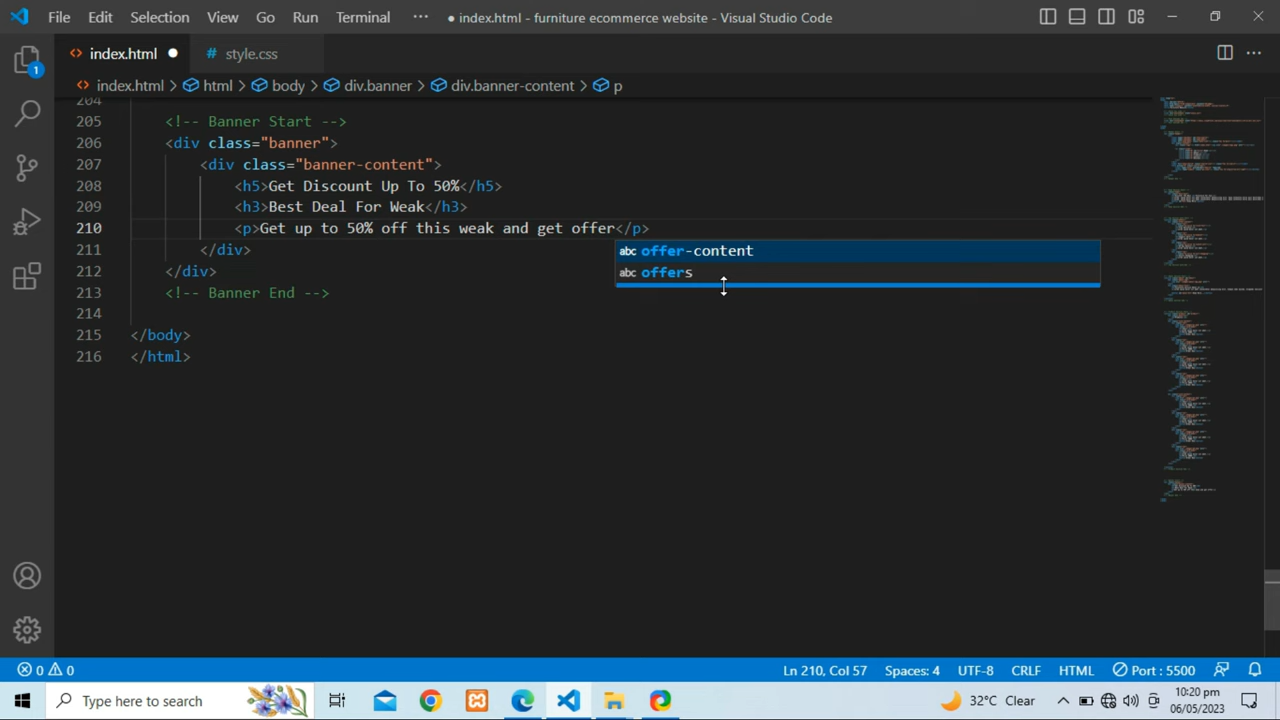 File Edit Selection View Go Run Terminal ··· ● index.html - furniture ecommerce website - Visual Studio Code
<> index.html ● # style.css
<> index.html > html > body > div.banner > div.banner-content > p
1
204
205 <!-- Banner Start -->
206 <div class="banner">
207 <div class="banner-content">
208 <h5>Get Discount Up To 50%</h5>
209 <h3>Best Deal For Weak</h3>
210 <p>Get up to 50% off this weak and get offer</p>
abc offer-content
211 </div>
abc offers
212 </div>
213 <!-- Banner End -->
214
215 </body>
216 </html>
0 0 Ln 210, Col 57 Spaces: 4 UTF-8 CRLF HTML Port : 5500
Type here to search 32°C Clear 10:20 pm
06/05/2023